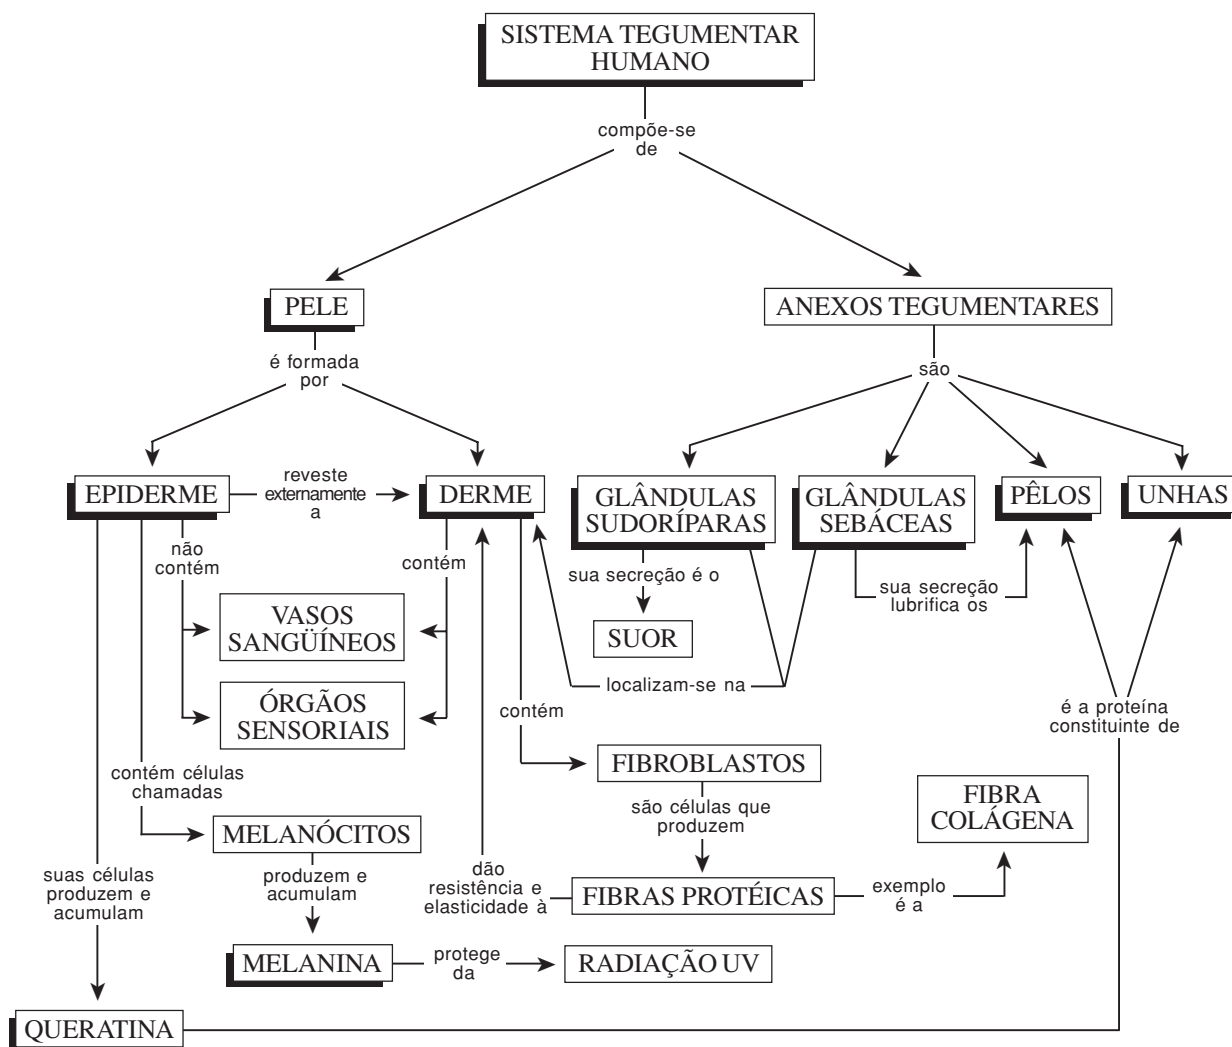 SISTEMA TEGUMENTAR
HUMANO
compõe-se
de
PELE
ANEXOS TEGUMENTARES
é formada
por
são
EPIDERME
reveste
externamente
a
DERME
GLÂNDULAS
SUDORÍPARAS
GLÂNDULAS
SEBÁCEAS
PÊLOS
UNHAS
não
contém
contém
sua secreção é o
sua secreção
lubrifica os
VASOS
SANGÜÍNEOS
SUOR
localizam-se na
ÓRGÃOS
SENSORIAIS
contém
é a proteína
constituinte de
contém células
chamadas
FIBROBLASTOS
são células que
produzem
FIBRA
COLÁGENA
MELANÓCITOS
suas células
produzem e
acumulam
produzem e
acumulam
dão
resistência e
elasticidade à
FIBRAS PROTÉICAS
exemplo
é a
MELANINA
protege
da
RADIAÇÃO UV
QUERATINA